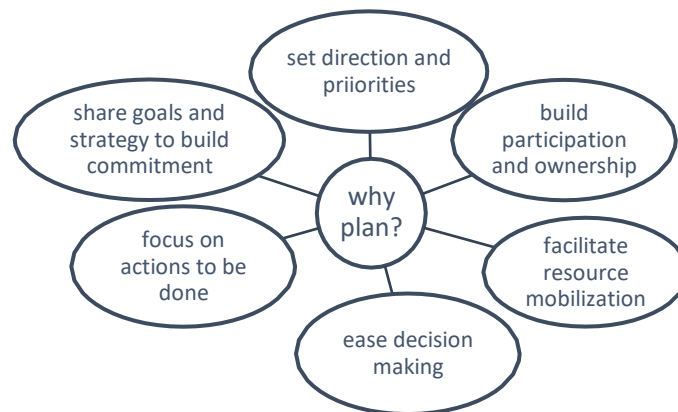 set direction and
priiorities
share goals and
strategy to build
commitment
build
participation
and ownership
why
plan?
focus on
actions to be
done
facilitate
resource
mobilization
ease decision
making